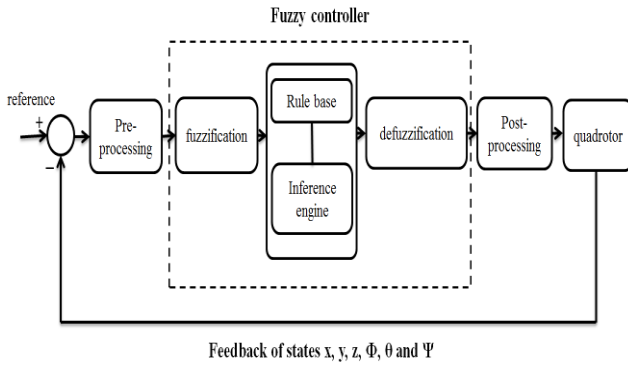 Fuzzy controller
reference
+
−
Pre-
processing
fuzzification
Rule base
Inference
engine
defuzzification
Post-
processing
quadrotor
Feedback of states x, y, z, Φ, θ and Ψ